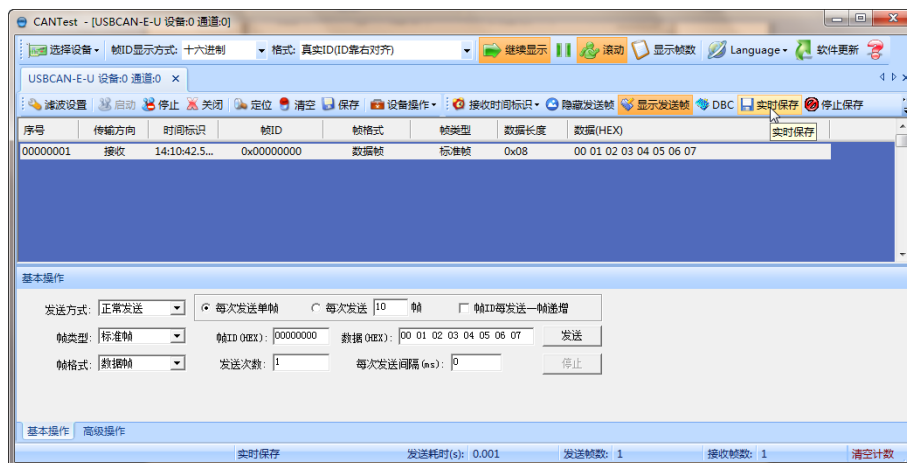 CANTest - [USBCAN-E-U 设备:0 通道:0]
选择设备 帧ID显示方式: 十六进制 格式: 真实ID(ID靠右对齐) 继续显示 滚动 显示帧数 Language 软件更新
USBCAN-E-U 设备:0 通道:0 ×
滤波设置 启动 停止 关闭 定位 清空 保存 设备操作 接收时间标识 隐藏发送帧 显示发送帧 DBC 实时保存 停止保存
序号 传输方向 时间标识 帧ID 帧格式 帧类型 数据长度 数据(HEX) 实时保存
00000001 接收 14:10:42.5... 0x00000000 数据帧 标准帧 0x08 00 01 02 03 04 05 06 07
基本操作
发送方式: 正常发送 每次发送单帧 每次发送 10 帧 帧ID每发送一帧递增
帧类型: 标准帧 帧ID(HEX): 00000000 数据(HEX): 00 01 02 03 04 05 06 07 发送
帧格式: 数据帧 发送次数: 1 每次发送间隔(ms): 0 停止
基本操作 高级操作
实时保存 发送耗时(s): 0.001 发送帧数: 1 接收帧数: 1 清空计数